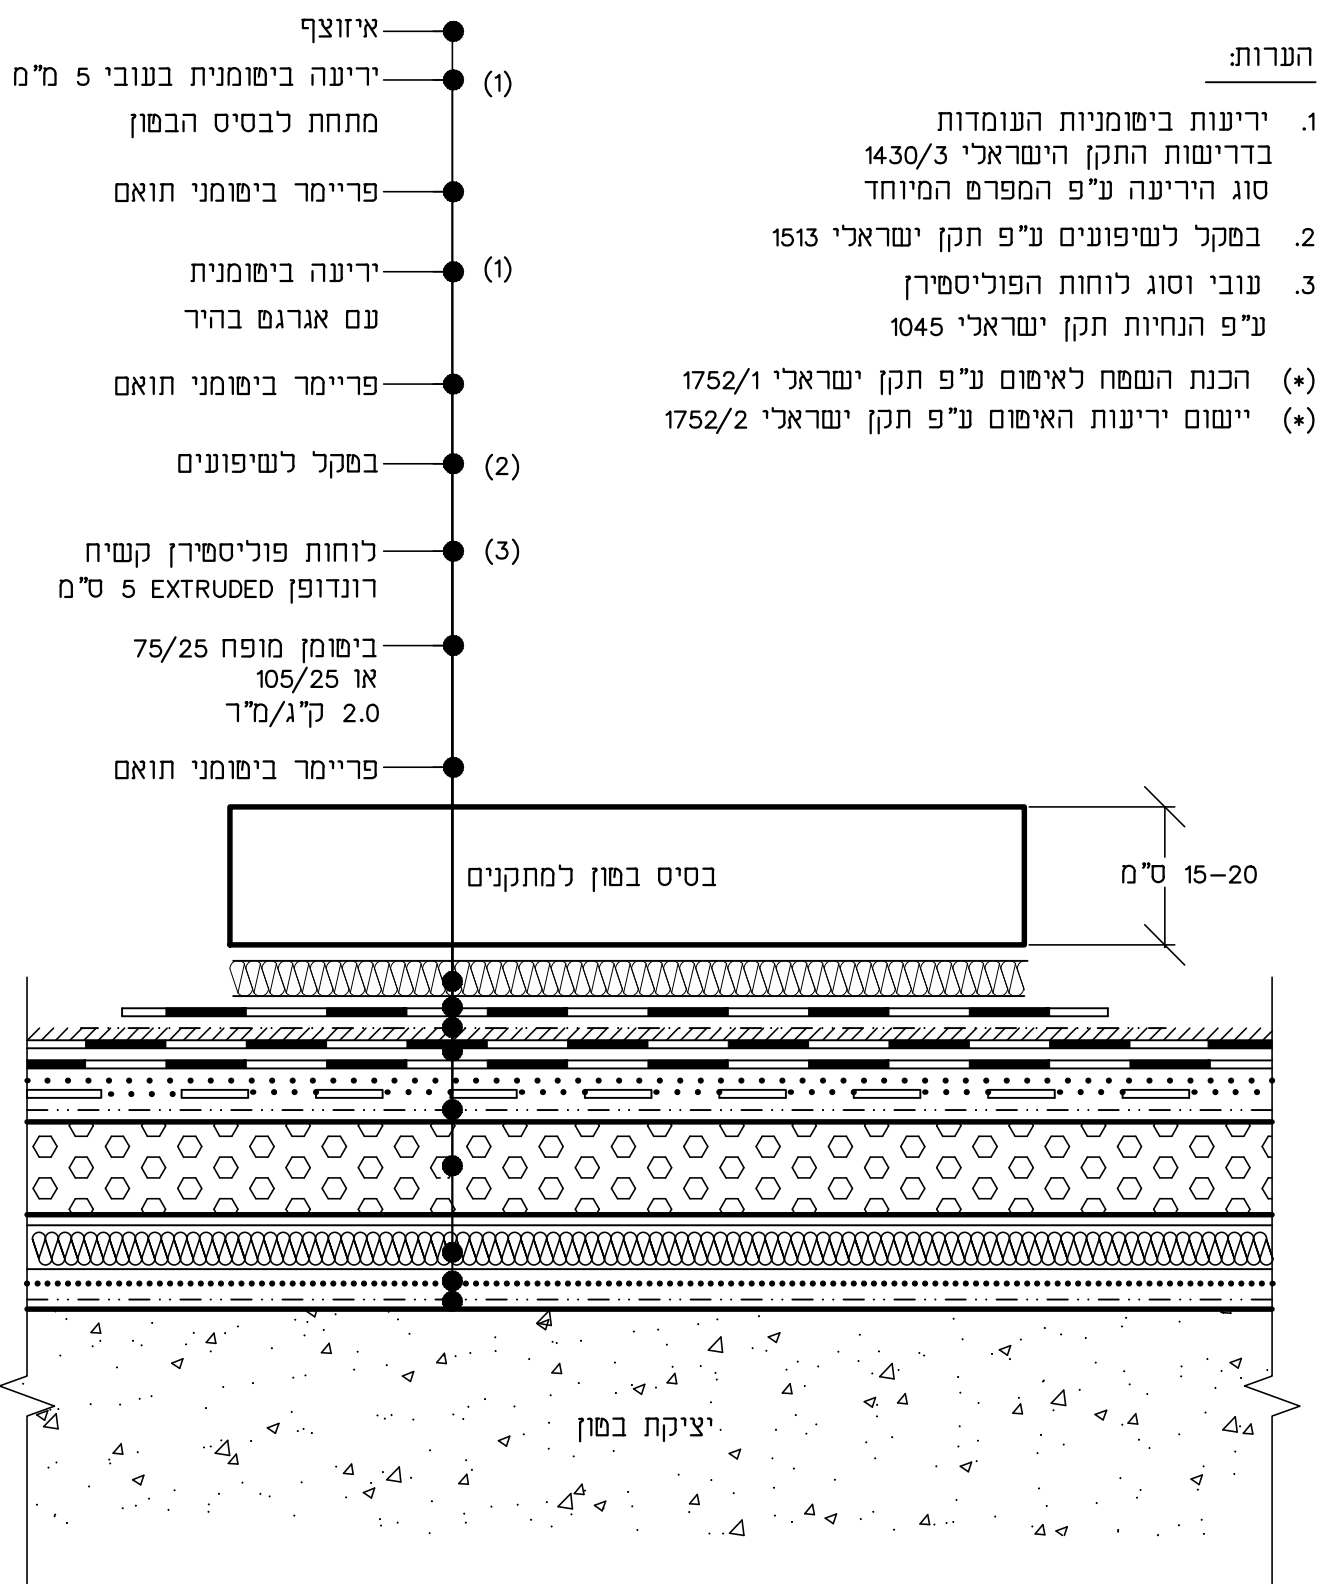 הערות:
1. יריעות ביטומניות העומדות
בדרישות התקן הישראלי 1430/3
סוג היריעה ע"פ המפרט המיוחד
2. בטקל לשיפועים ע"פ תקן ישראלי 1513
3. עובי וסוג לוחות הפוליסטירן
ע"פ הנחיות תקן ישראלי 1045
(*) הכנת השטח לאיטום ע"פ תקן ישראלי 1752/1
(*) יישום יריעות האיטום ע"פ תקן ישראלי 1752/2
איזוצף
(1) יריעה ביטומנית בעובי 5 מ"מ
מתחת לבסיס הבטון
פריימר ביטומני תואם
(1) יריעה ביטומנית
עם אגרגט בהיר
פריימר ביטומני תואם
(2) בטקל לשיפועים
(3) לוחות פוליסטירן קשיח
רונדופן EXTRUDED 5 ס"מ
ביטומן מופח 75/25
או 105/25
2.0 ק"ג/מ"ר
פריימר ביטומני תואם
בסיס בטון למתקנים
15-20 ס"מ
יציקת בטון